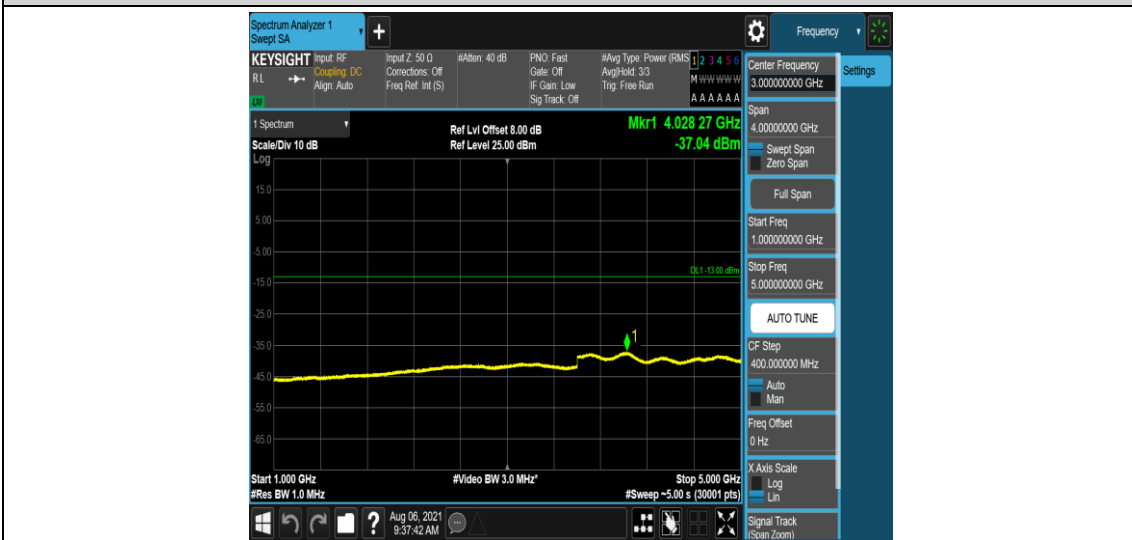 Spectrum Analyzer 1
Swept SA
+
Frequency
KEYSIGHT
Input: RF
Input Z: 50 Ω
#Atten: 40 dB
PNO: Fast
#Avg Type: Power (RMS
1 2 3 4 5 6
RL
Coupling: DC
Corrections: Off
Gate: Off
Avg|Hold: 3/3
M W W W W W
Align: Auto
Freq Ref: Int (S)
IF Gain: Low
Trig: Free Run
Sig Track: Off
A A A A A A
LXI
1 Spectrum
Ref Lvl Offset 8.00 dB
Mkr1 4.028 27 GHz
Scale/Div 10 dB
Ref Level 25.00 dBm
-37.04 dBm
Log
15.0
5.00
-5.00
DL1 -13.00 dBm
-15.0
-25.0
1
-35.0
-45.0
-55.0
-65.0
Start 1.000 GHz
#Video BW 3.0 MHz*
Stop 5.000 GHz
#Res BW 1.0 MHz
#Sweep ~5.00 s (30001 pts)
?
Aug 06, 2021
9:37:42 AM
Center Frequency
3.000000000 GHz
Settings
Span
4.00000000 GHz
Swept Span
Zero Span
Full Span
Start Freq
1.000000000 GHz
Stop Freq
5.000000000 GHz
AUTO TUNE
CF Step
400.000000 MHz
Auto
Man
Freq Offset
0 Hz
X Axis Scale
Log
Lin
Signal Track
(Span Zoom)